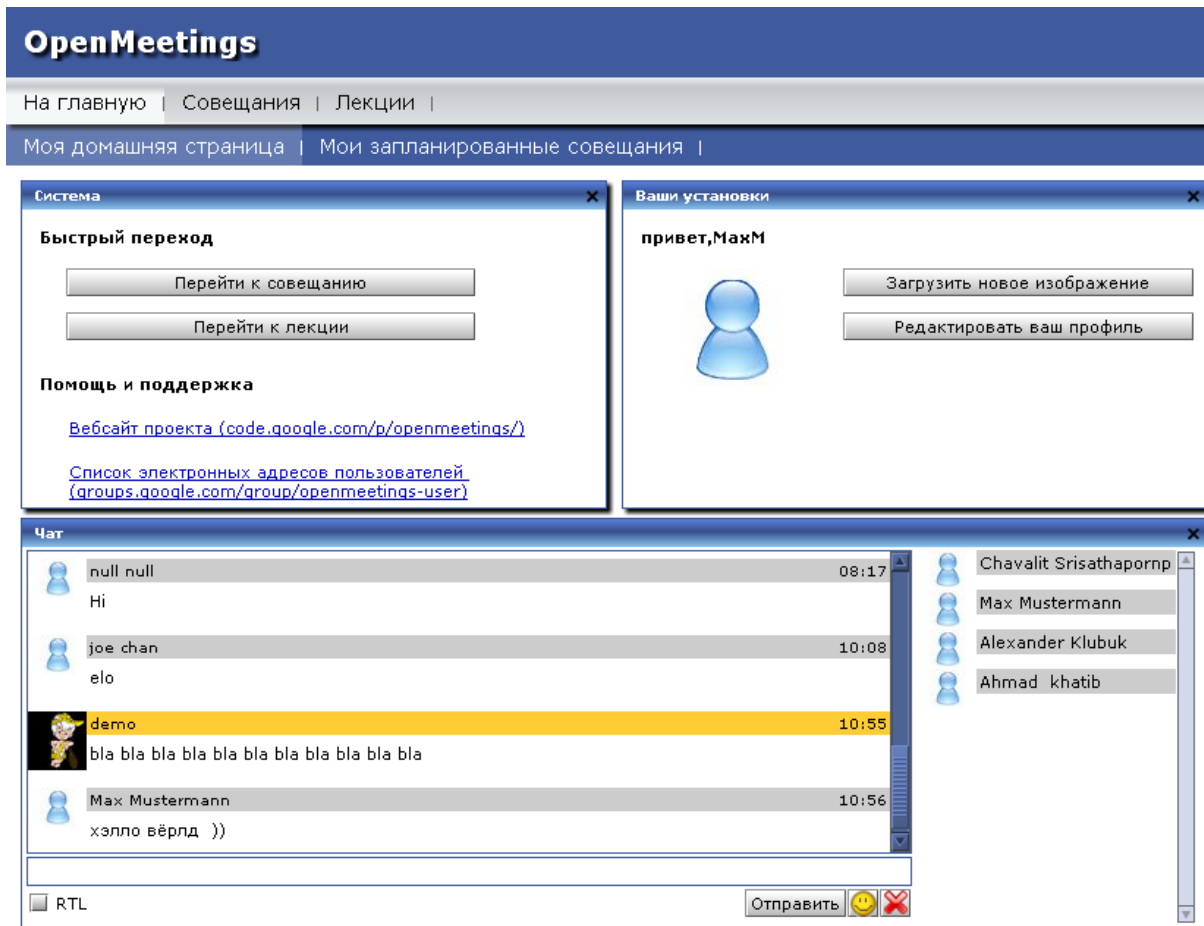 OpenMeetings
На главную | Совещания | Лекции |
Моя домашняя страница | Мои запланированные совещания |
Система
Быстрый переход
Перейти к совещанию
Перейти к лекции
Помощь и поддержка
Вебсайт проекта (code.google.com/p/openmeetings/)
Список электронных адресов пользователей
(groups.google.com/group/openmeetings-user)
Ваши установки
привет,MaxM
Загрузить новое изображение
Редактировать ваш профиль
Чат
null null 08:17
Hi
joe chan 10:08
elo
demo 10:55
bla bla bla bla bla bla bla bla bla bla bla
Max Mustermann 10:56
хэлло вёрлд ))
RTL
Отправить
Chavalit Srisathapornp
Max Mustermann
Alexander Klubuk
Ahmad khatib